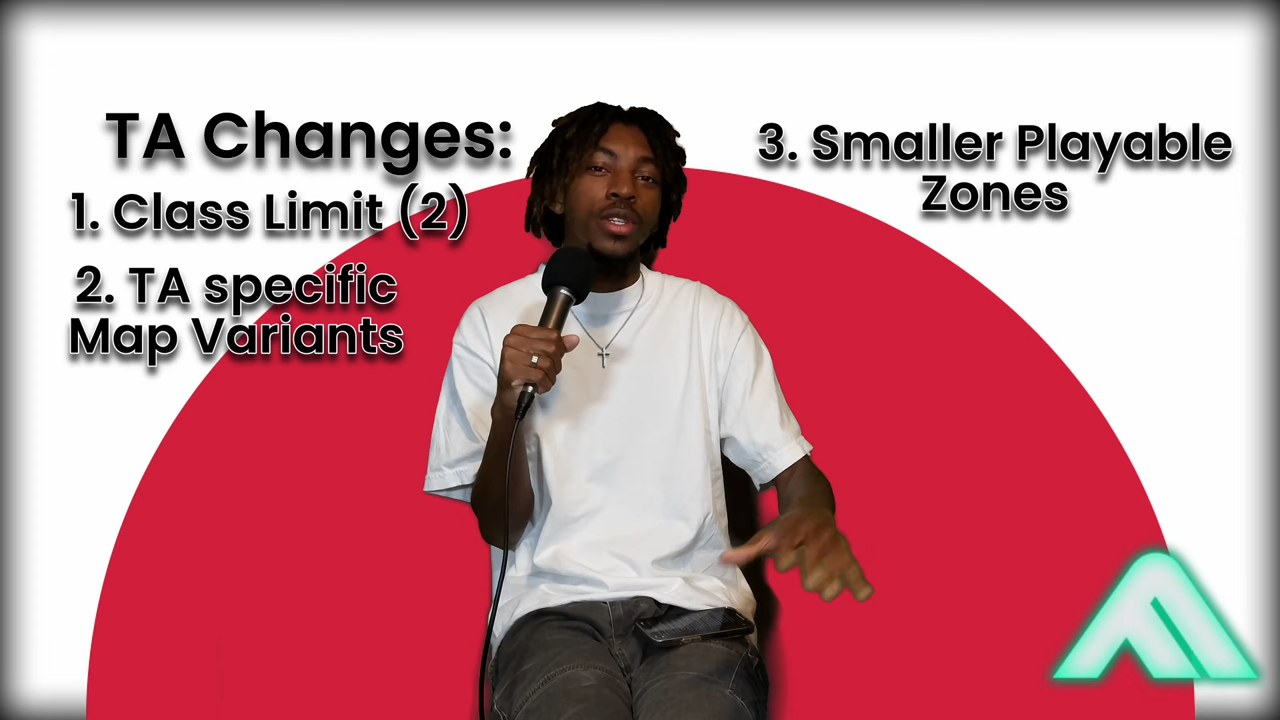 TA Changes:
1. Class Limit (2)
2. TA specific
Map Variants
3. Smaller Playable
Zones